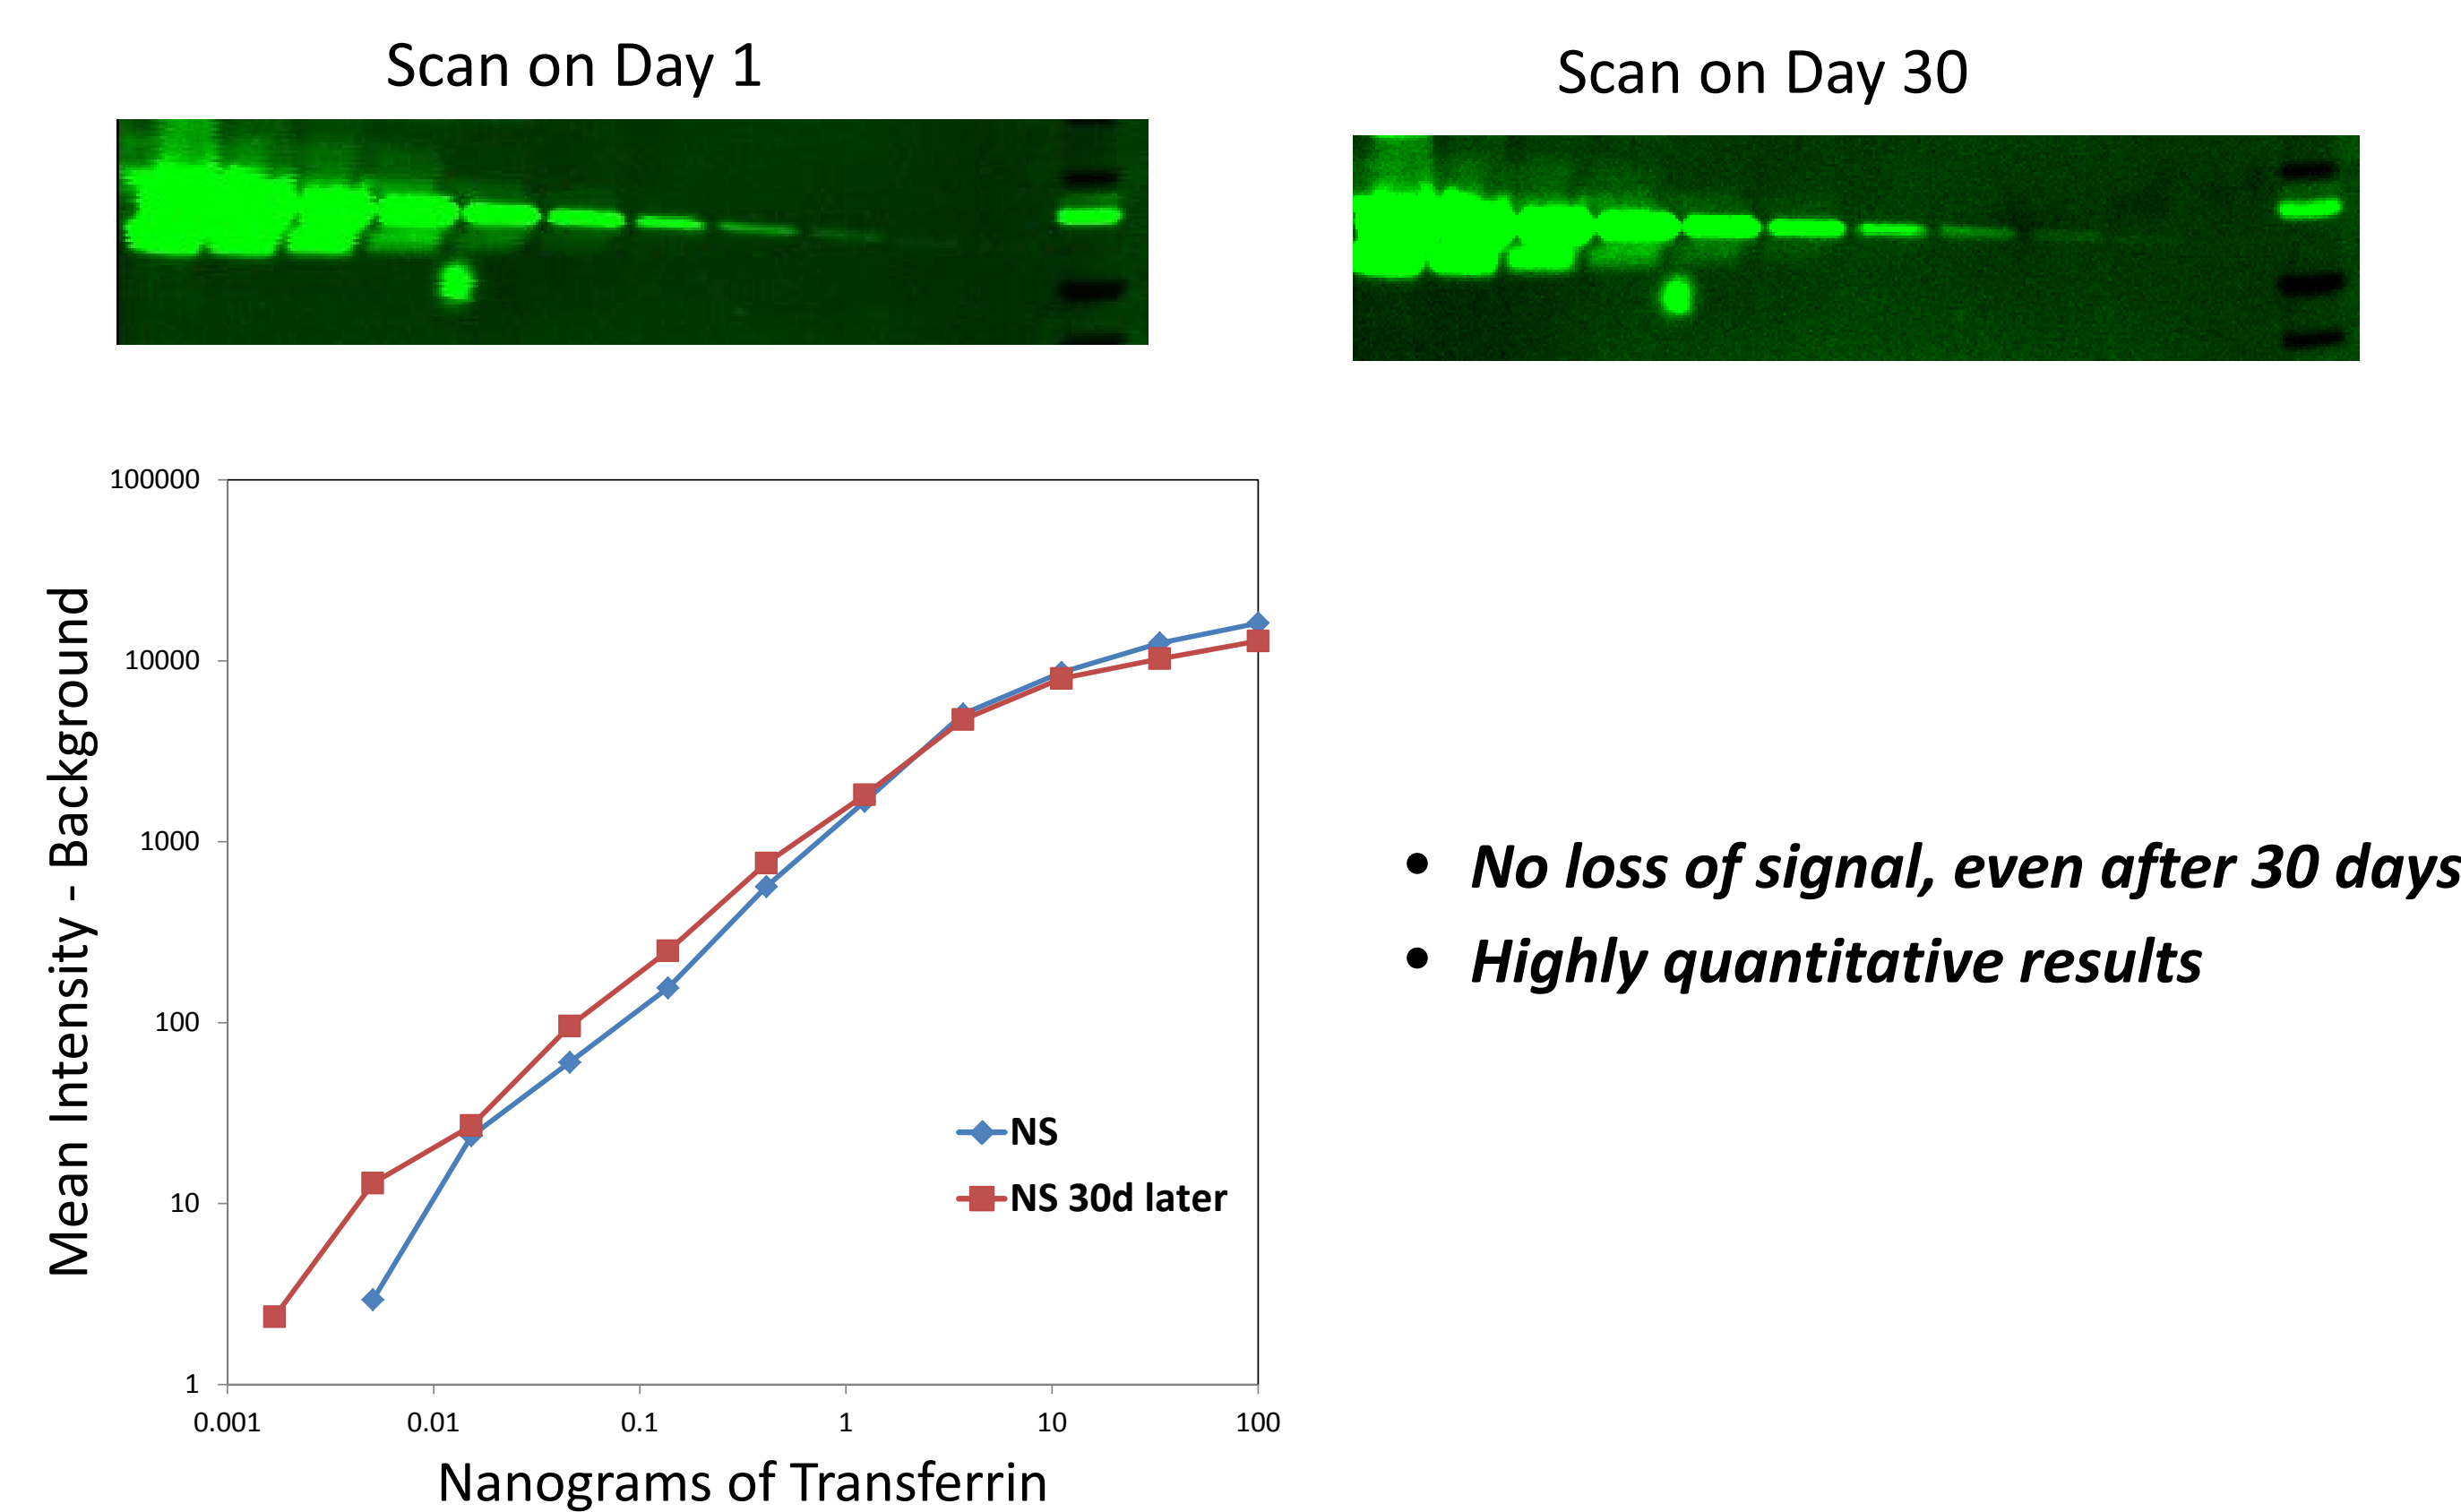 Scan on Day 1
Scan on Day 30
100000
10000
1000
100
10
1
Mean Intensity - Background
0.001 0.01 0.1 1 10 100
Nanograms of Transferrin
NS
NS 30d later
• No loss of signal, even after 30 days
• Highly quantitative results